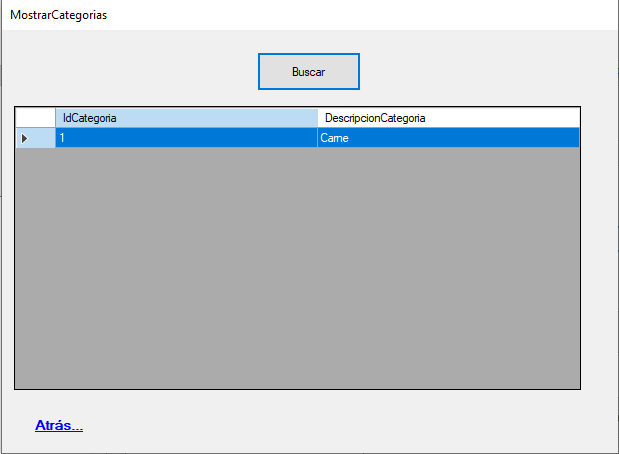 MostrarCategorias
Buscar
IdCategoria DescripcionCategoria
1 Carne
Atrás...